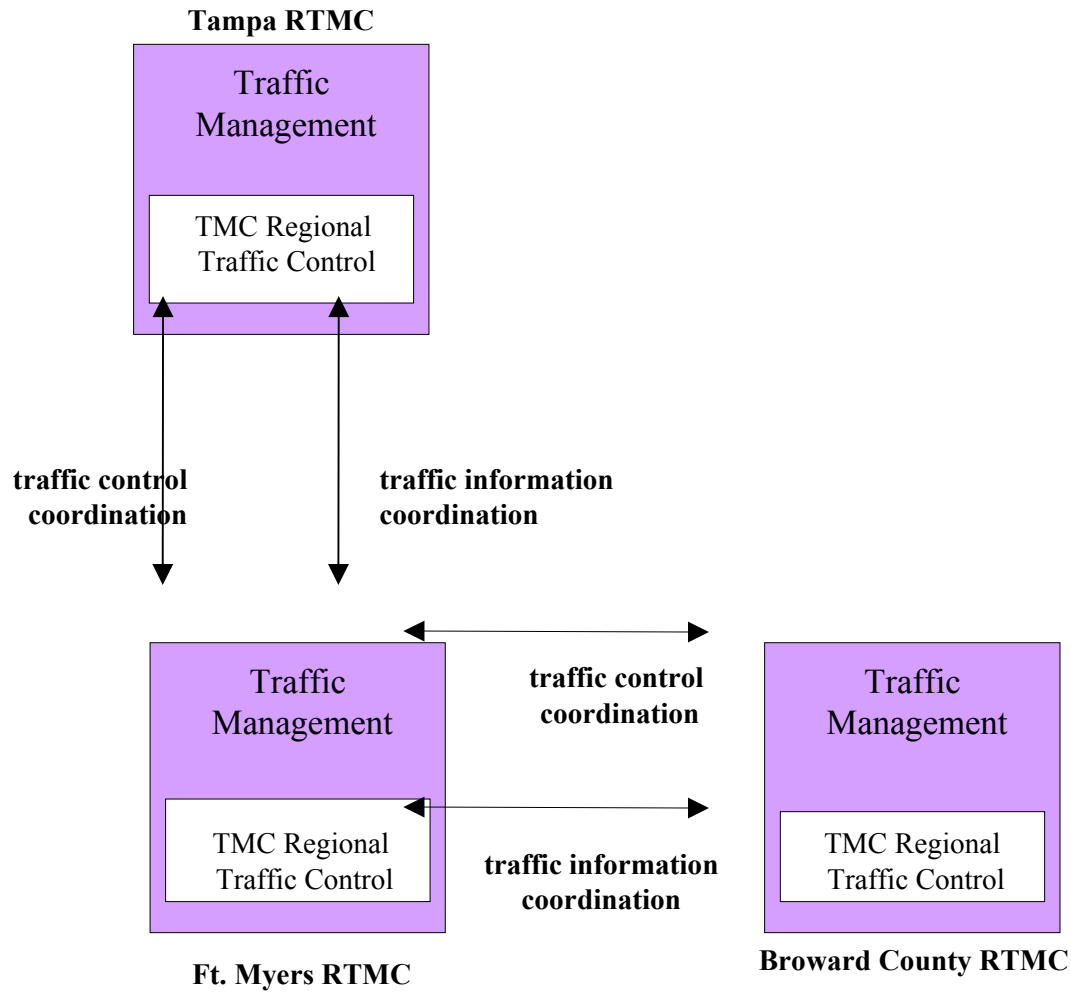 Tampa RTMC
Traffic
Management
TMC Regional
Traffic Control
traffic control
coordination
traffic information
coordination
Traffic
Management
TMC Regional
Traffic Control
Ft. Myers RTMC
traffic control
coordination
traffic information
coordination
Traffic
Management
TMC Regional
Traffic Control
Broward County RTMC